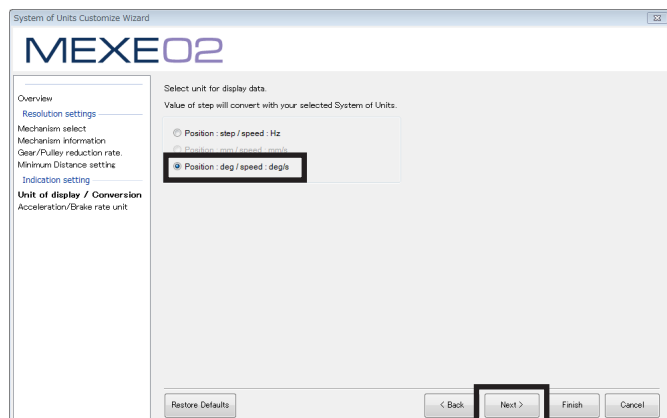 System of Units Customize Wizard
MEXE02
Overview
Resolution settings
Mechanism select
Mechanism information
Gear/Pulley reduction rate.
Minimum Distance setting
Indication setting
Unit of display / Conversion
Acceleration/Brake rate unit
Select unit for display data.
Value of step will convert with your selected System of Units.
Position : step / speed : Hz
Position : mm / speed : mm/s
Position : deg / speed : deg/s
Restore Defaults
< Back
Next >
Finish
Cancel